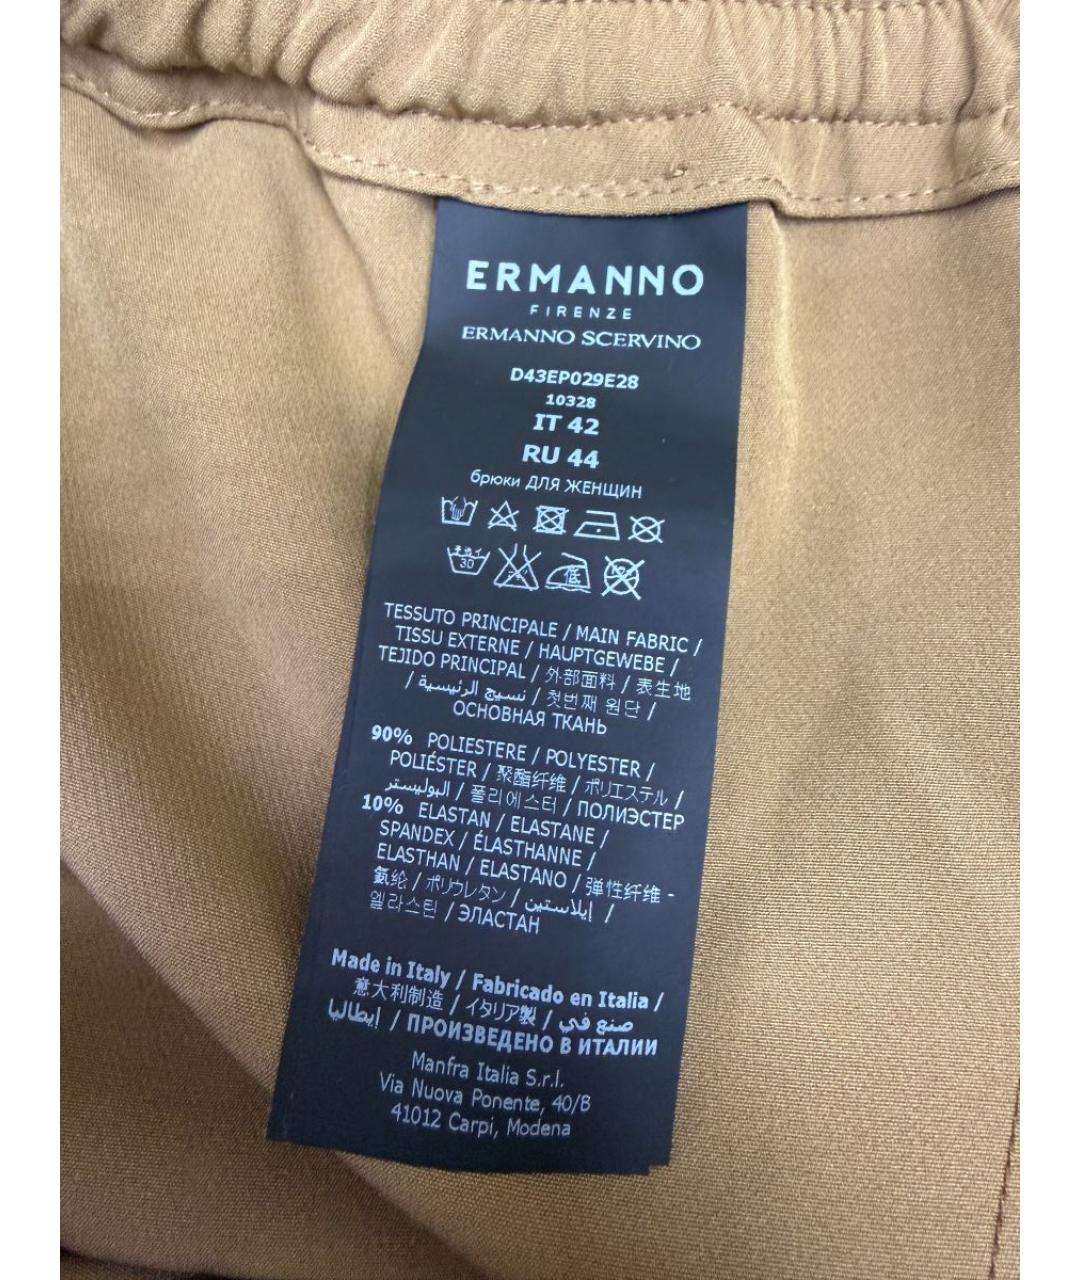 ERMANNO
FIRENZE
ERMANNO SCERVINO
D43EP029E28
10328
IT 42
RU 44
брюки ДЛЯ ЖЕНЩИН
30 低
TESSUTO PRINCIPALE / MAIN FABRIC /
TISSU EXTERNE / HAUPTGEWEBE /
TEJIDO PRINCIPAL / 外部面料 / 表生地
/ نسيج الرئيسية / 첫번째 원단 /
ОСНОВНАЯ ТКАНЬ
90% POLIESTERE / POLYESTER /
POLIÉSTER / 聚酯纤维 / ポリエステル /
البوليستر / 폴리에스터 / ПОЛИЭСТЕР
10% ELASTAN / ELASTANE /
SPANDEX / ÉLASTHANNE /
ELASTHAN / ELASTANO / 弹性纤维 -
氨纶 / ポリウレタン / إيلاستين /
엘라스틴 / ЭЛАСТАН
Made in Italy / Fabricado en Italia /
意大利制造 / イタリア製 / صنع في
إيطاليا / ПРОИЗВЕДЕНО В ИТАЛИИ
Manfra Italia S.r.l.
Via Nuova Ponente, 40/B
41012 Carpi, Modena